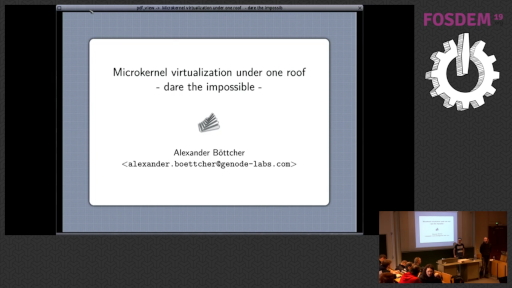 pdf_view -> Microkernel virtualization under one roof - dare the impossib
FOSDEM 19
Microkernel virtualization under one roof
- dare the impossible -
Alexander Böttcher
<alexander.boettcher@genode-labs.com>